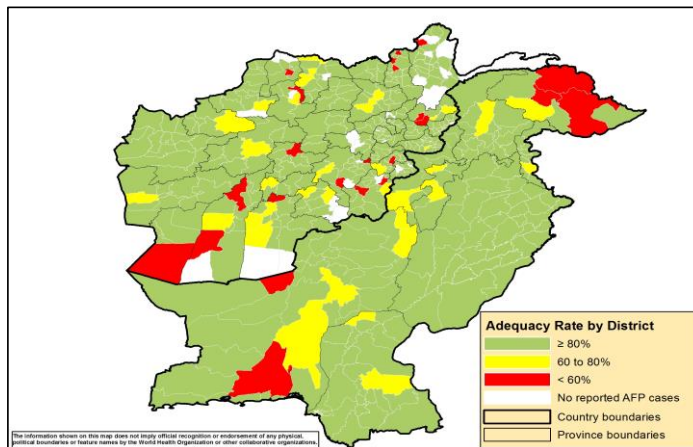 Adequacy Rate by District
≥ 80%
60 to 80%
< 60%
No reported AFP cases
Country boundaries
Province boundaries
The information shown on this map does not imply official recognition or endorsement of any physical,
political boundaries or feature names by the World Health Organization or other collaborative organizations.